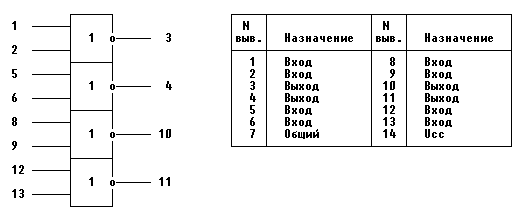 1
2 1 3
5
6 1 4
8
9 1 10
12
13 1 11
N выв. Назначение N выв. Назначение
1 Вход 8 Вход
2 Вход 9 Вход
3 Выход 10 Выход
4 Выход 11 Выход
5 Вход 12 Вход
6 Вход 13 Вход
7 Общий 14 Ucc